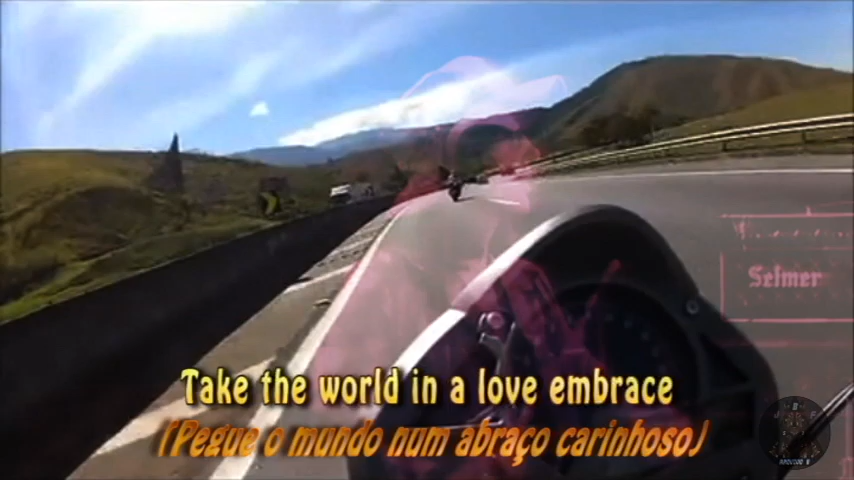 Selmer
Take the world in a love embrace
(Pegue o mundo num abraço carinhoso)